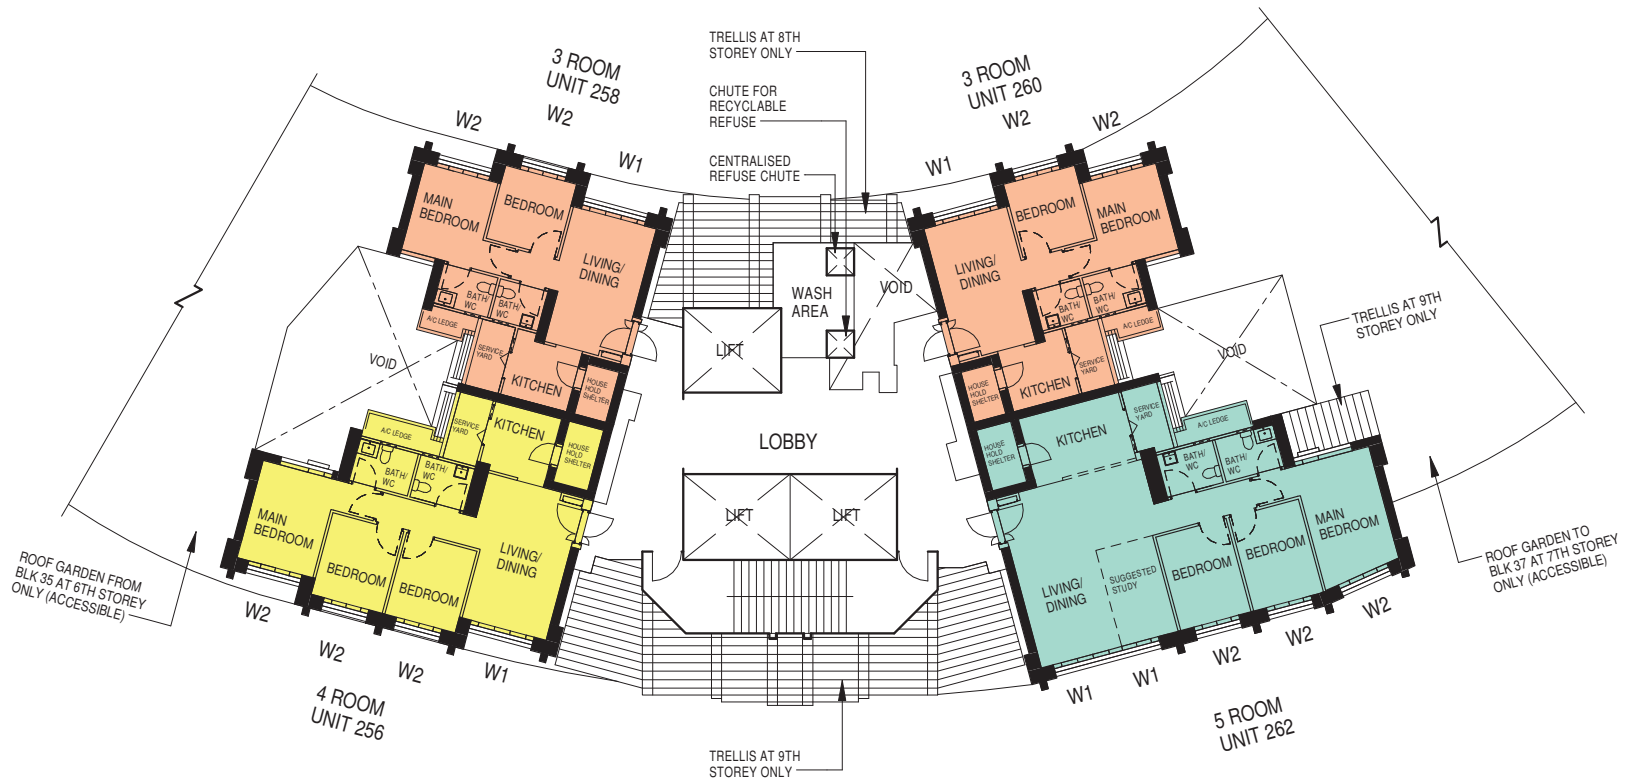 TRELLIS AT 8TH
STOREY ONLY
CHUTE FOR
RECYCLABLE
REFUSE
CENTRALISED
REFUSE CHUTE
3 ROOM
UNIT 258
W2
W2
W1
3 ROOM
UNIT 260
W2
W2
W1
MAIN
BEDROOM
BEDROOM
LIVING/
DINING
BATH/
WC
BATH/
WC
A/C LEDGE
SERVICE
YARD
KITCHEN
HOUSE
HOLD
SHELTER
VOID
WASH
AREA
VOID
LIFT
LIVING/
DINING
BEDROOM
MAIN
BEDROOM
BATH/
WC
BATH/
WC
A/C LEDGE
SERVICE
YARD
KITCHEN
HOUSE
HOLD
SHELTER
VOID
TRELLIS AT 9TH
STOREY ONLY
A/C LEDGE
SERVICE
YARD
KITCHEN
HOUSE
HOLD
SHELTER
BATH/
WC
BATH/
WC
MAIN
BEDROOM
BEDROOM
BEDROOM
LIVING/
DINING
LOBBY
LIFT
LIFT
HOUSE
HOLD
SHELTER
KITCHEN
SERVICE
YARD
A/C LEDGE
BATH/
WC
BATH/
WC
LIVING/
DINING
SUGGESTED
STUDY
BEDROOM
BEDROOM
MAIN
BEDROOM
ROOF GARDEN FROM
BLK 35 AT 6TH STOREY
ONLY (ACCESSIBLE)
ROOF GARDEN TO
BLK 37 AT 7TH STOREY
ONLY (ACCESSIBLE)
W2
W2
W2
W1
4 ROOM
UNIT 256
W1
W1
W2
W2
W2
5 ROOM
UNIT 262
TRELLIS AT 9TH
STOREY ONLY